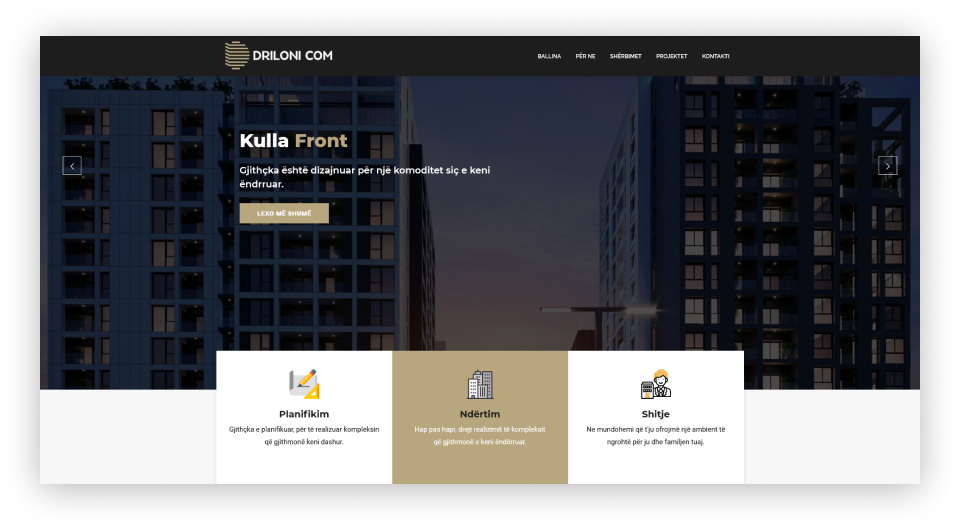 DRILONI COM
BALLINA PËR NE SHËRBIMET PROJEKTET KONTAKTI
Kulla Front
Gjithçka është dizajnuar për një komoditet siç e keni
ëndrruar.
LEXO MË SHUMË
Planifikim
Gjithçka e planifikuar, për të realizuar kompleksin
që gjithmonë keni dashur.
Ndërtim
Hap pas hapi, drejt realizimit të kompleksit
që gjithmonë e keni ëndërruar.
Shitje
Ne mundohemi që t'ju ofrojmë një ambient të
ngrohtë për ju dhe familjen tuaj.